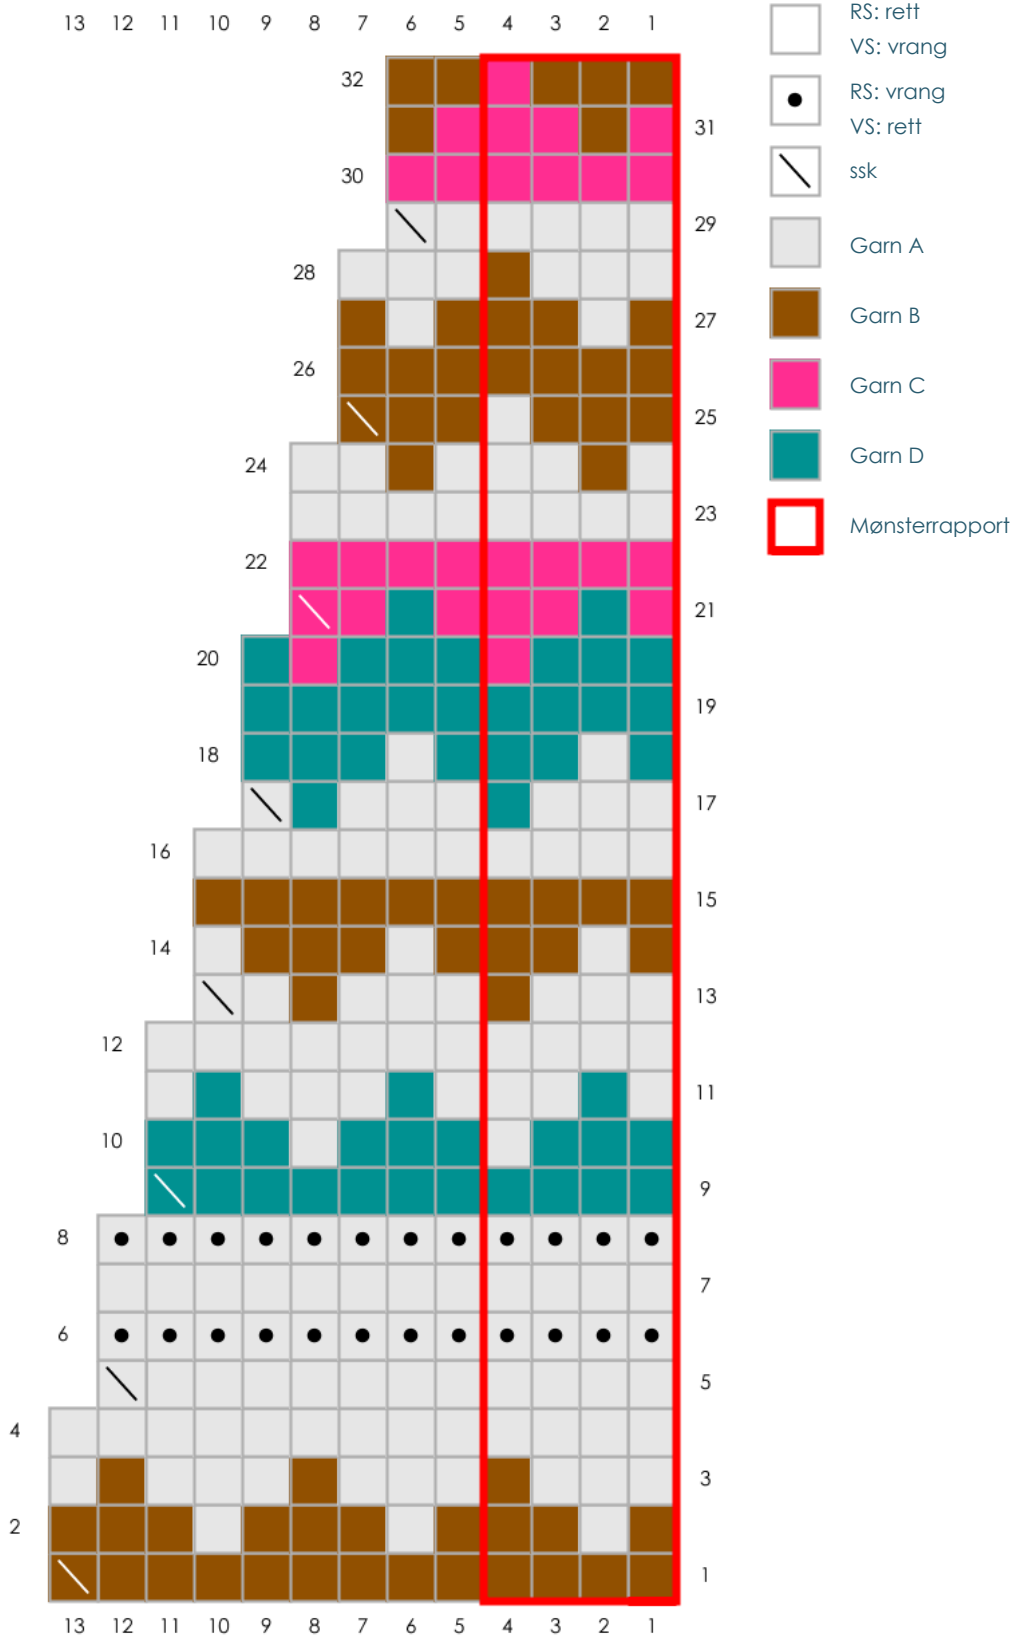 13 12 11 10 9 8 7 6 5 4 3 2 1
32
31
30
29
28
27
26
25
24
23
22
21
20
19
18
17
16
15
14
13
12
11
10
9
8
7
6
5
4
3
2
1
13 12 11 10 9 8 7 6 5 4 3 2 1
RS: rett
VS: vrang
RS: vrang
VS: rett
ssk
Garn A
Garn B
Garn C
Garn D
Mønsterrapport